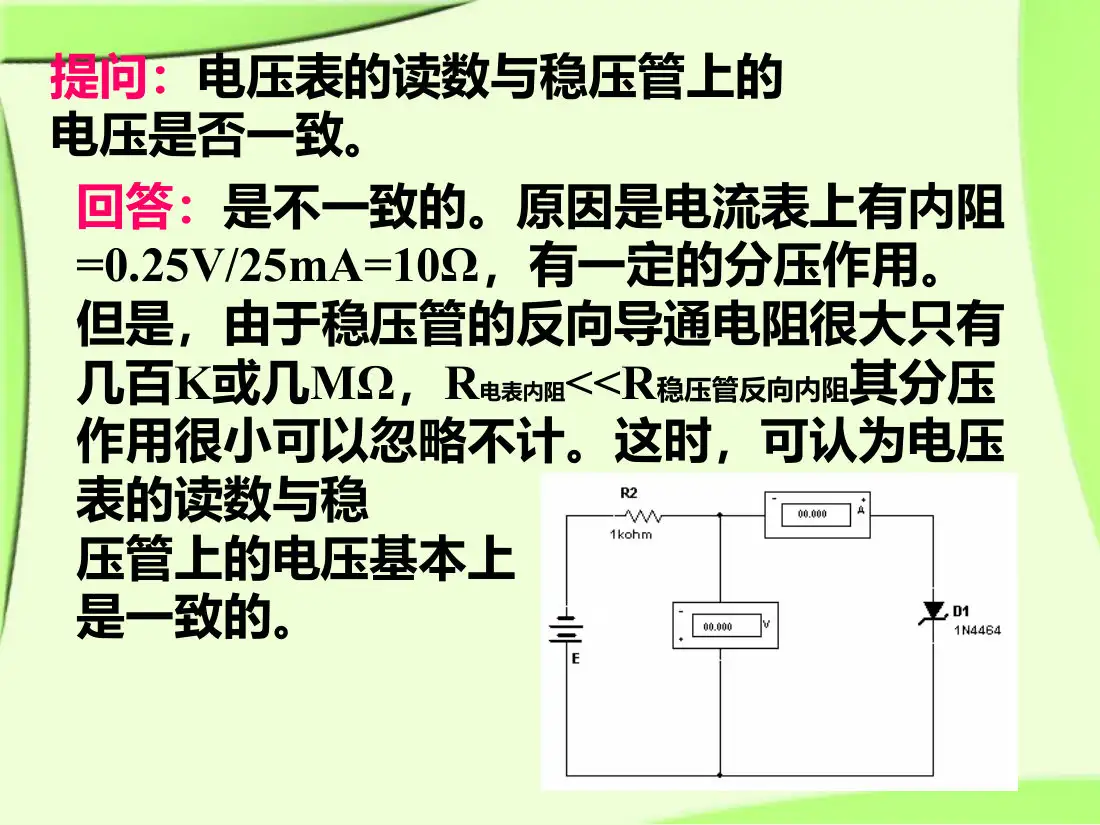 提问：电压表的读数与稳压管上的
电压是否一致。
回答：是不一致的。原因是电流表上有内阻
=0.25V/25mA=10Ω，有一定的分压作用。
但是，由于稳压管的反向导通电阻很大只有
几百K或几MΩ，R电表内阻<<R稳压管反向内阻其分压
作用很小可以忽略不计。这时，可认为电压
表的读数与稳
压管上的电压基本上
是一致的。
R2
1kohm
- 00.000 + A
- 00.000 V +
E
D1
1N4464